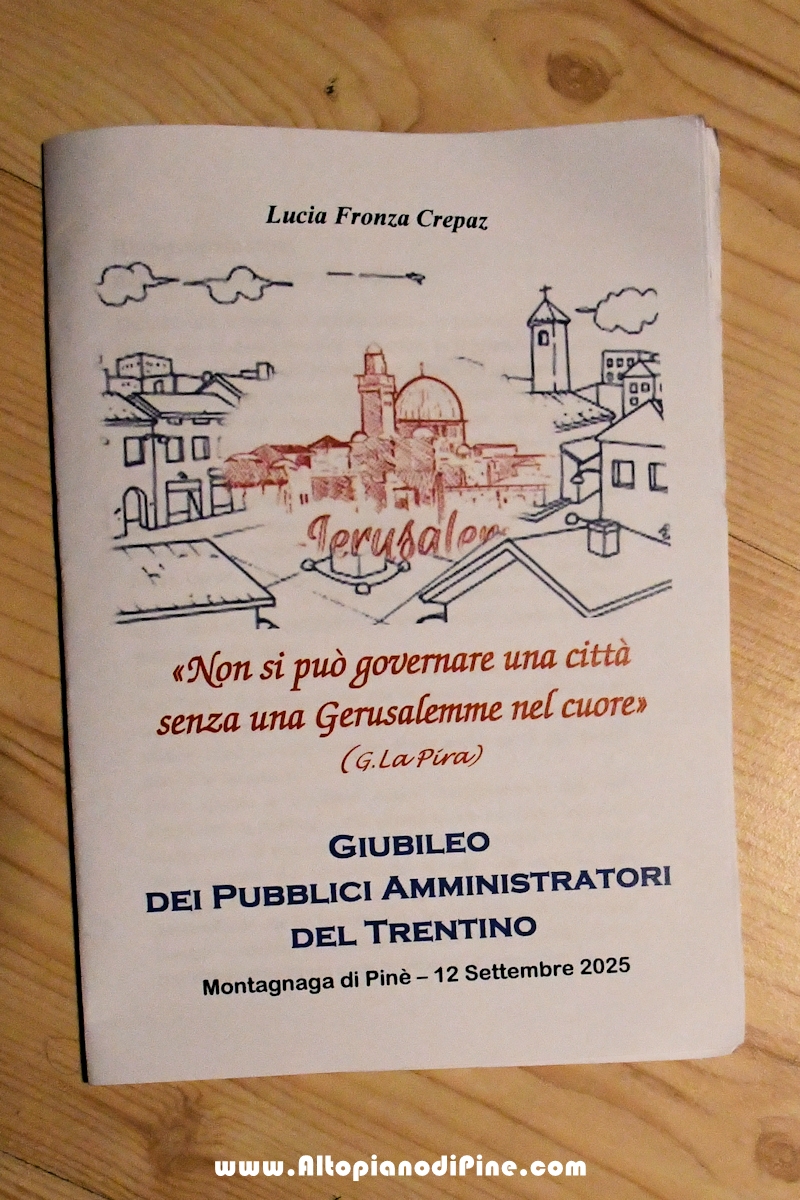 Lucia Fronza Crepaz
Jerusalem
«Non si può governare una città
senza una Gerusalemme nel cuore»
(G.La Pira)
GIUBILEO
DEI PUBBLICI AMMINISTRATORI
DEL TRENTINO
Montagnaga di Pinè – 12 Settembre 2025
www.AltopianodiPine.com